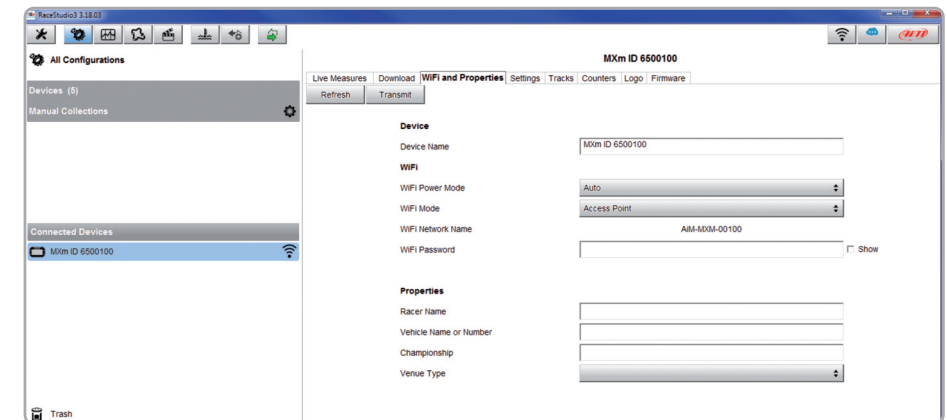 RaceStudio3 3.18.03
AiM
All Configurations
MXm ID 6500100
Live Measures Download WiFi and Properties Settings Tracks Counters Logo Firmware
Devices (5)
Refresh Transmit
Manual Collections
Device
Device Name MXm ID 6500100
WiFi
WiFi Power Mode Auto
WiFi Mode Access Point
Connected Devices
WiFi Network Name AiM-MXM-00100
MXm ID 6500100
WiFi Password Show
Properties
Racer Name
Vehicle Name or Number
Championship
Venue Type
Trash